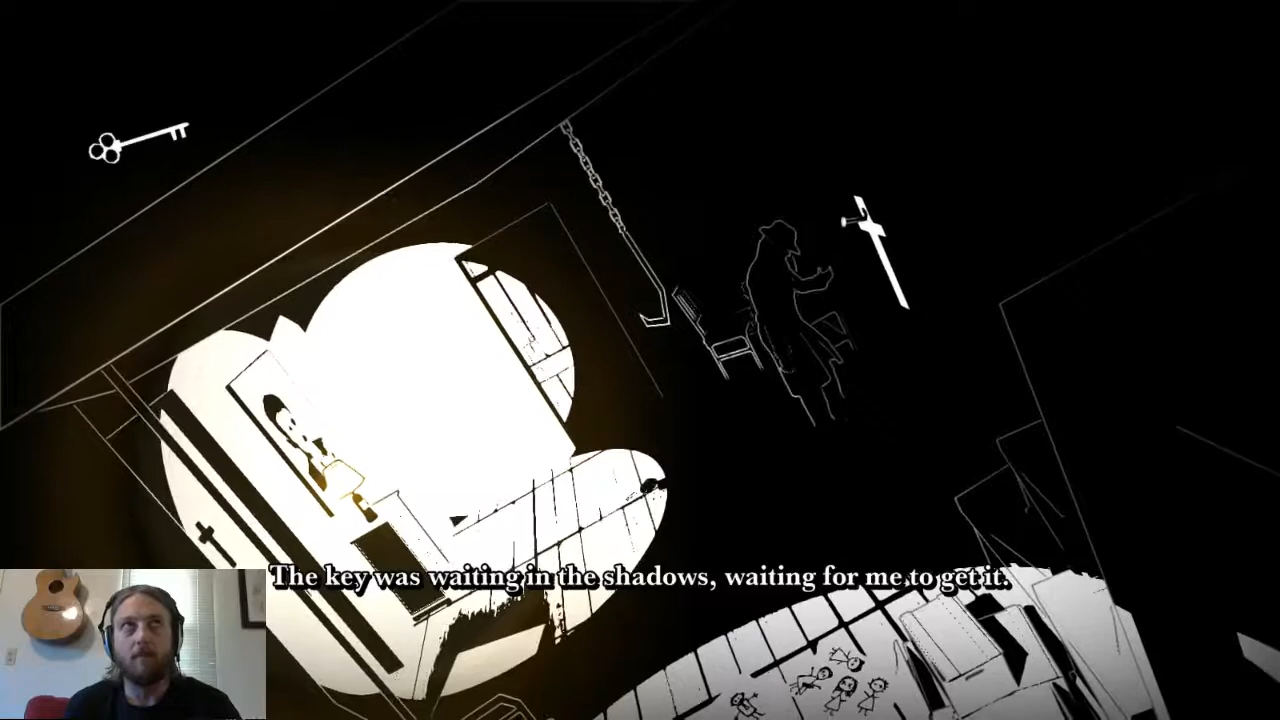 The key was waiting in the shadows, waiting for me to get it.